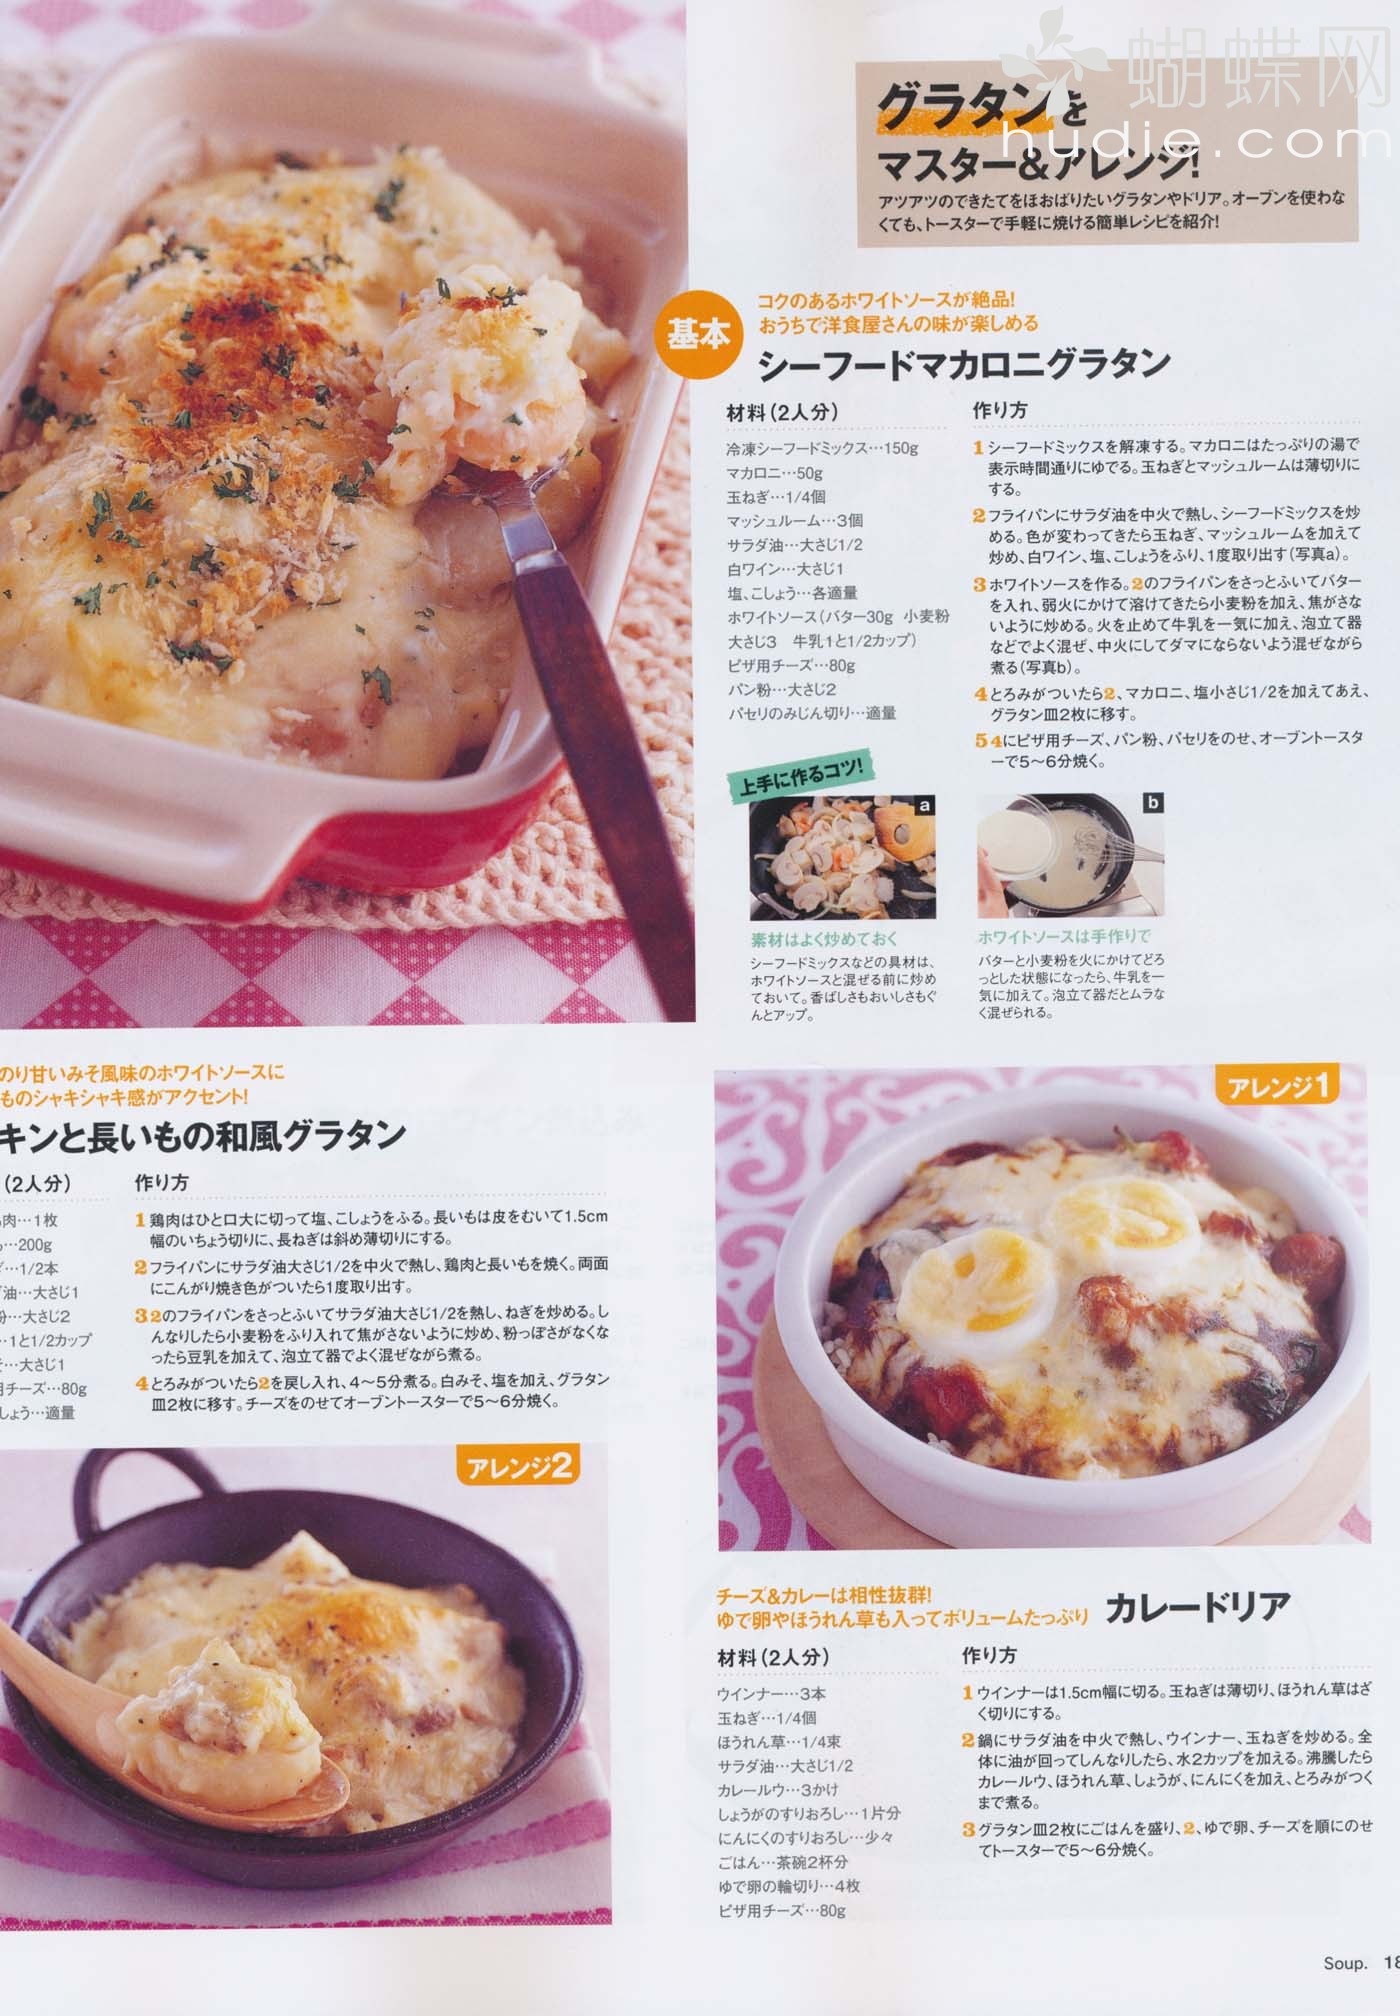 蝴蝶网
hudie.com
グラタンを
マスター&アレンジ!
アツアツのできたてをほおばりたいグラタンやドリア。オーブンを使わな
くても、トースターで手軽に焼ける簡単レシピを紹介!
基本
コクのあるホワイトソースが絶品!
おうちで洋食屋さんの味が楽しめる
シーフードマカロニグラタン
材料(2人分)
冷凍シーフードミックス…150g
マカロニ…50g
玉ねぎ…1/4個
マッシュルーム…3個
サラダ油…大さじ1/2
白ワイン…大さじ1
塩、こしょう…各適量
ホワイトソース(バター30g 小麦粉
大さじ3 牛乳1と1/2カップ)
ピザ用チーズ…80g
パン粉…大さじ2
パセリのみじん切り…適量
作り方
1 シーフードミックスを解凍する。マカロニはたっぷりの湯で
表示時間通りにゆでる。玉ねぎとマッシュルームは薄切りに
する。
2 フライパンにサラダ油を中火で熱し、シーフードミックスを炒
める。色が変わってきたら玉ねぎ、マッシュルームを加えて
炒め、白ワイン、塩、こしょうをふり、1度取り出す(写真a)。
3 ホワイトソースを作る。2のフライパンをさっとふいてバター
を入れ、弱火にかけて溶けてきたら小麦粉を加え、焦がさな
いように炒める。火を止めて牛乳を一気に加え、泡立て器
などでよく混ぜ、中火にしてダマにならないよう混ぜながら
煮る(写真b)。
4 とろみがついたら2、マカロニ、塩小さじ1/2を加えてあえ、
グラタン皿2枚に移す。
5 4にピザ用チーズ、パン粉、パセリをのせ、オーブントースタ
ーで5〜6分焼く。
上手に作るコツ!
a
b
素材はよく炒めておく
シーフードミックスなどの具材は、
ホワイトソースと混ぜる前に炒め
ておいて。香ばしさもおいしさもぐ
んとアップ。
ホワイトソースは手作りで
バターと小麦粉を火にかけてどろ
っとした状態になったら、牛乳を一
気に加えて。泡立て器だとムラな
く混ぜられる。
のり甘いみそ風味のホワイトソースに
ものシャキシャキ感がアクセント!
キンと長いもの和風グラタン
(2人分)
肉…1枚
…200g
…1/2本
油…大さじ1
粉…大さじ2
…1と1/2カップ
…大さじ1
用チーズ…80g
しょう…適量
作り方
1 鶏肉はひと口大に切って塩、こしょうをふる。長いもは皮をむいて1.5cm
幅のいちょう切りに、長ねぎは斜め薄切りにする。
2 フライパンにサラダ油大さじ1/2を中火で熱し、鶏肉と長いもを焼く。両面
にこんがり焼き色がついたら1度取り出す。
3 2のフライパンをさっとふいてサラダ油大さじ1/2を熱し、ねぎを炒める。し
んなりしたら小麦粉をふり入れて焦がさないように炒め、粉っぽさがなくな
ったら豆乳を加えて、泡立て器でよく混ぜながら煮る。
4 とろみがついたら2を戻し入れ、4〜5分煮る。白みそ、塩を加え、グラタン
皿2枚に移す。チーズをのせてオーブントースターで5〜6分焼く。
アレンジ2
アレンジ1
チーズ&カレーは相性抜群!
ゆで卵やほうれん草も入ってボリュームたっぷり
カレードリア
材料(2人分)
ウインナー…3本
玉ねぎ…1/4個
ほうれん草…1/4束
サラダ油…大さじ1/2
カレールウ…3かけ
しょうがのすりおろし…1片分
にんにくのすりおろし…少々
ごはん…茶碗2杯分
ゆで卵の輪切り…4枚
ピザ用チーズ…80g
作り方
1 ウインナーは1.5cm幅に切る。玉ねぎは薄切り、ほうれん草はざ
く切りにする。
2 鍋にサラダ油を中火で熱し、ウインナー、玉ねぎを炒める。全
体に油が回ってしんなりしたら、水2カップを加える。沸騰したら
カレールウ、ほうれん草、しょうが、にんにくを加え、とろみがつく
まで煮る。
3 グラタン皿2枚にごはんを盛り、2、ゆで卵、チーズを順にのせ
てトースターで5〜6分焼く。
Soup. 18